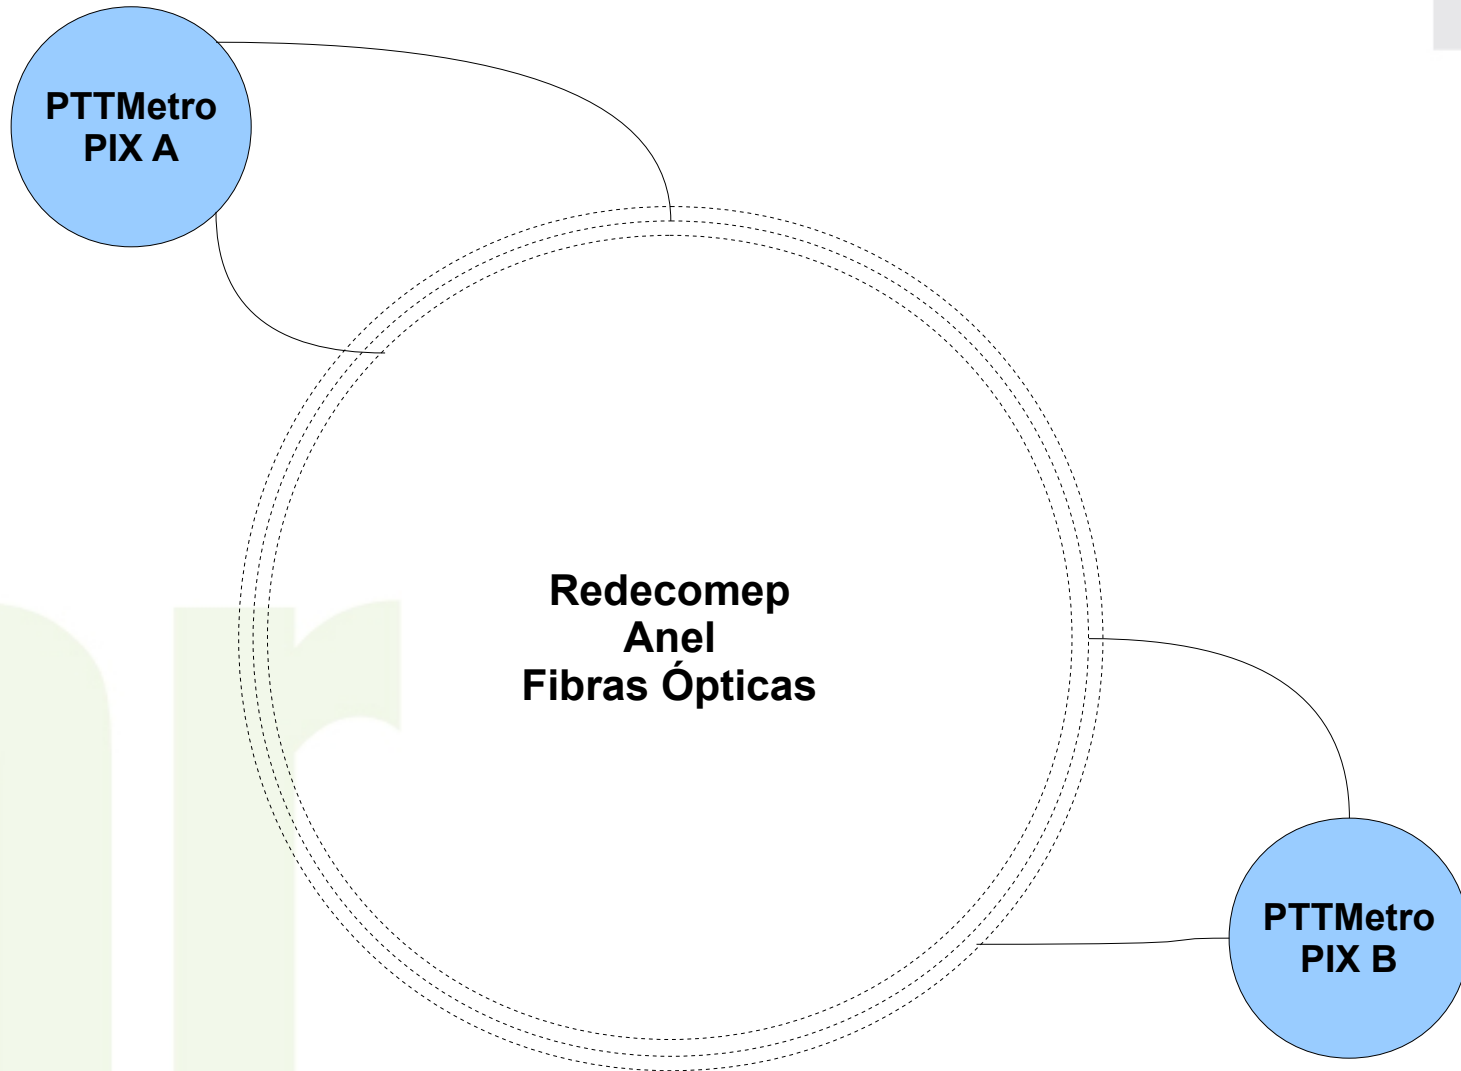 PTTMetro
PIX A
Redecomep
Anel
Fibras Ópticas
PTTMetro
PIX B